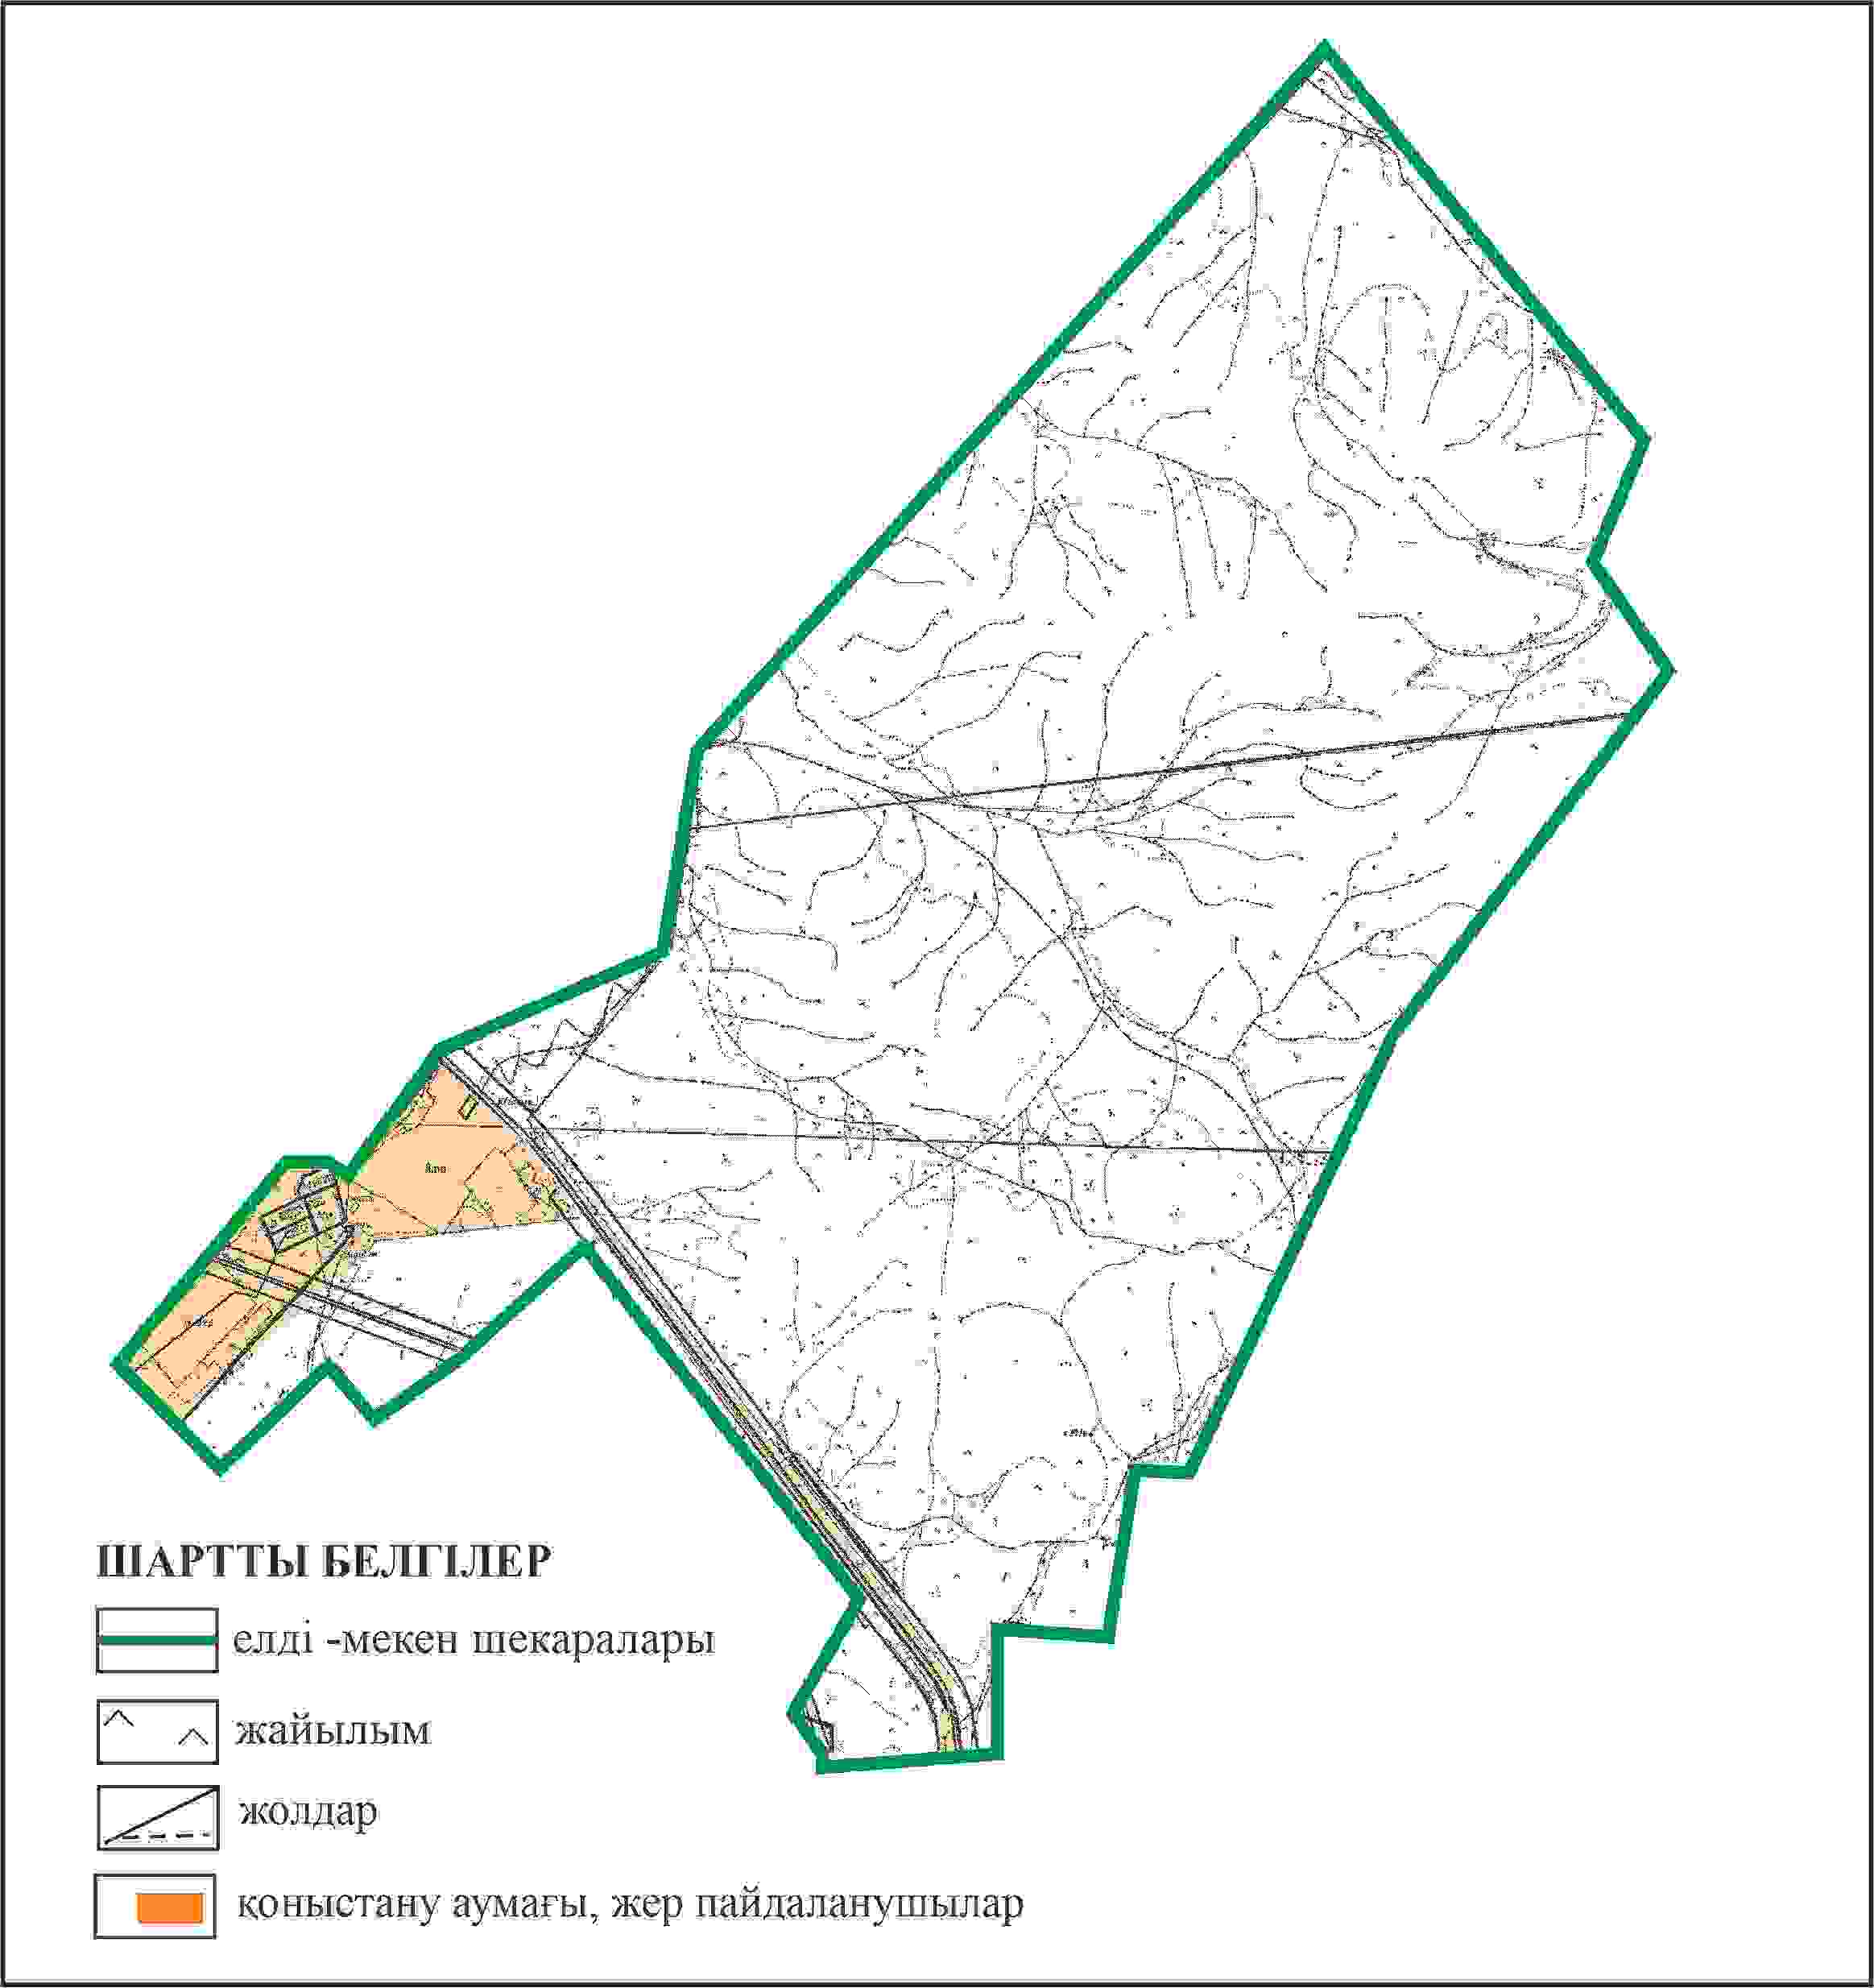 ШАРТТЫ БЕЛГІЛЕР
елді -мекен шекаралары
жайылым
жолдар
қоныстану аумағы, жер пайдаланушылар